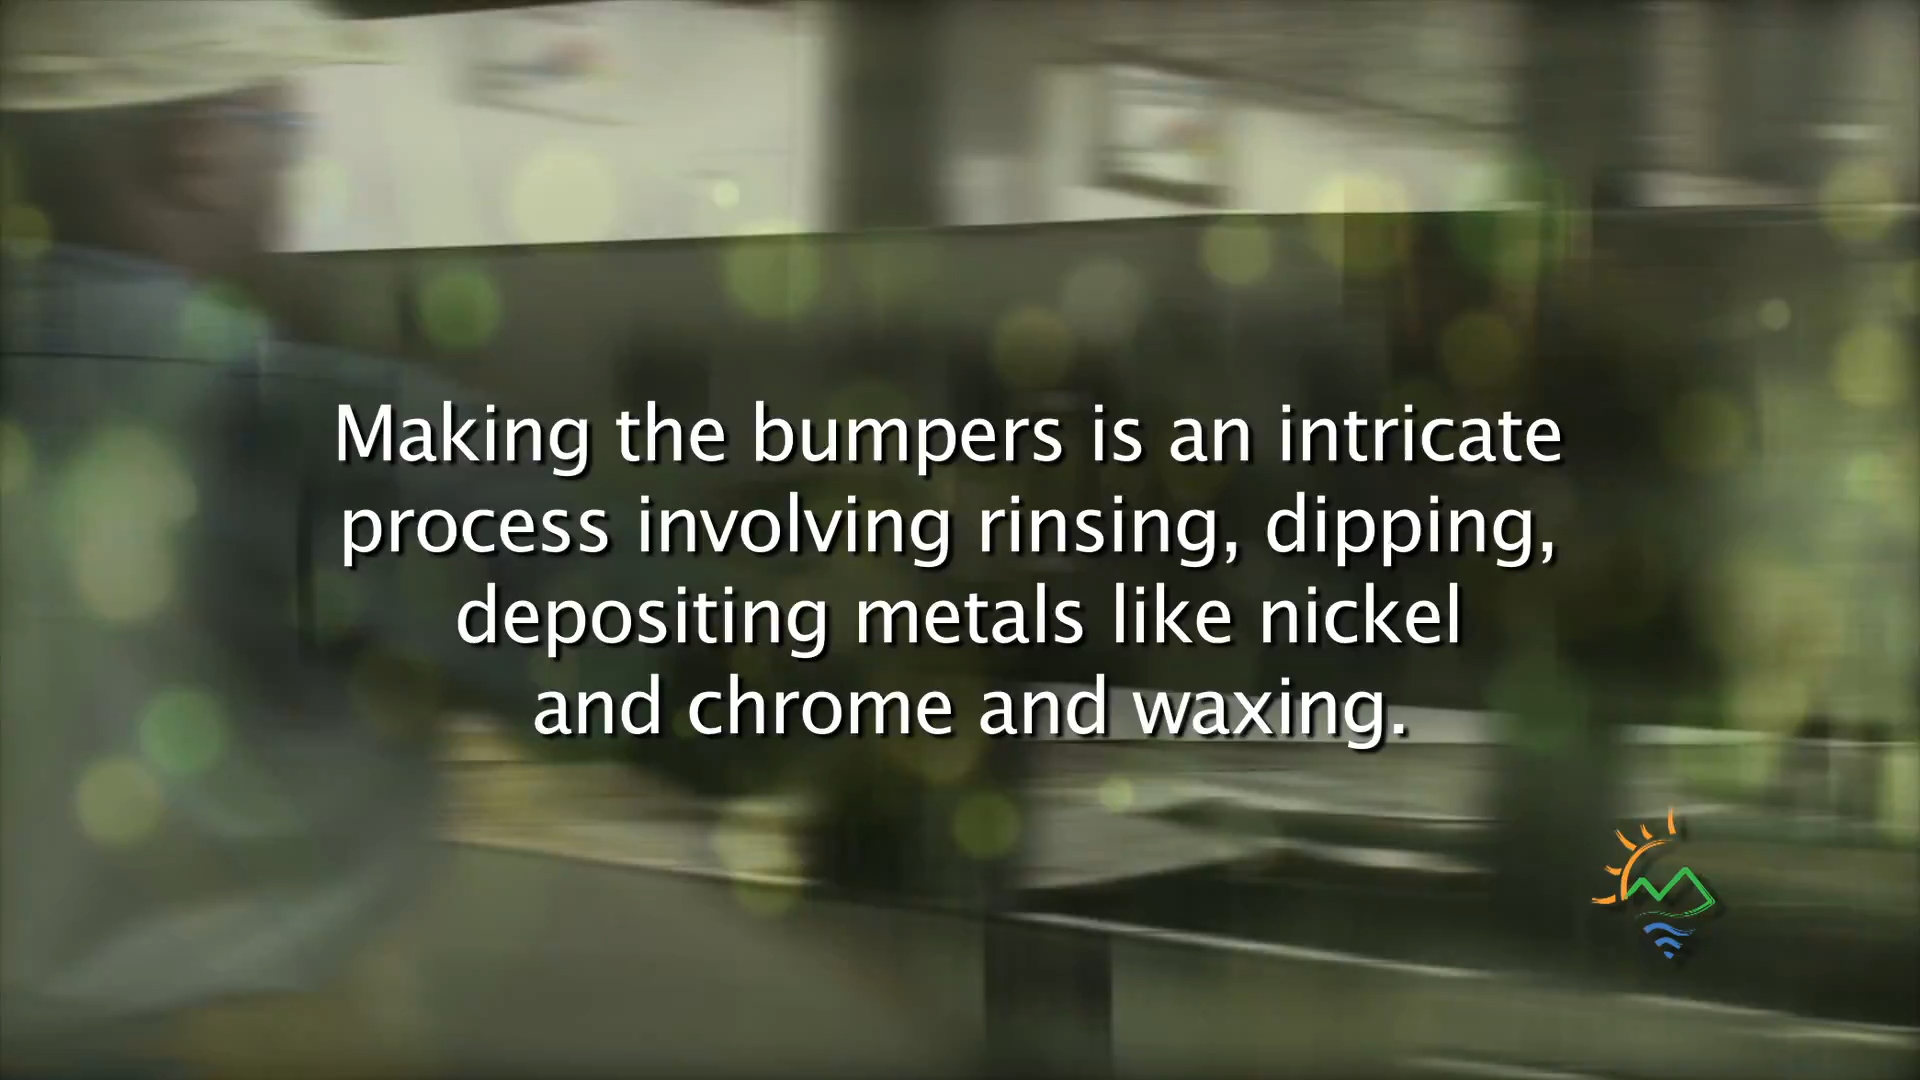 Making the bumpers is an intricate
process involving rinsing, dipping,
depositing metals like nickel
and chrome and waxing.